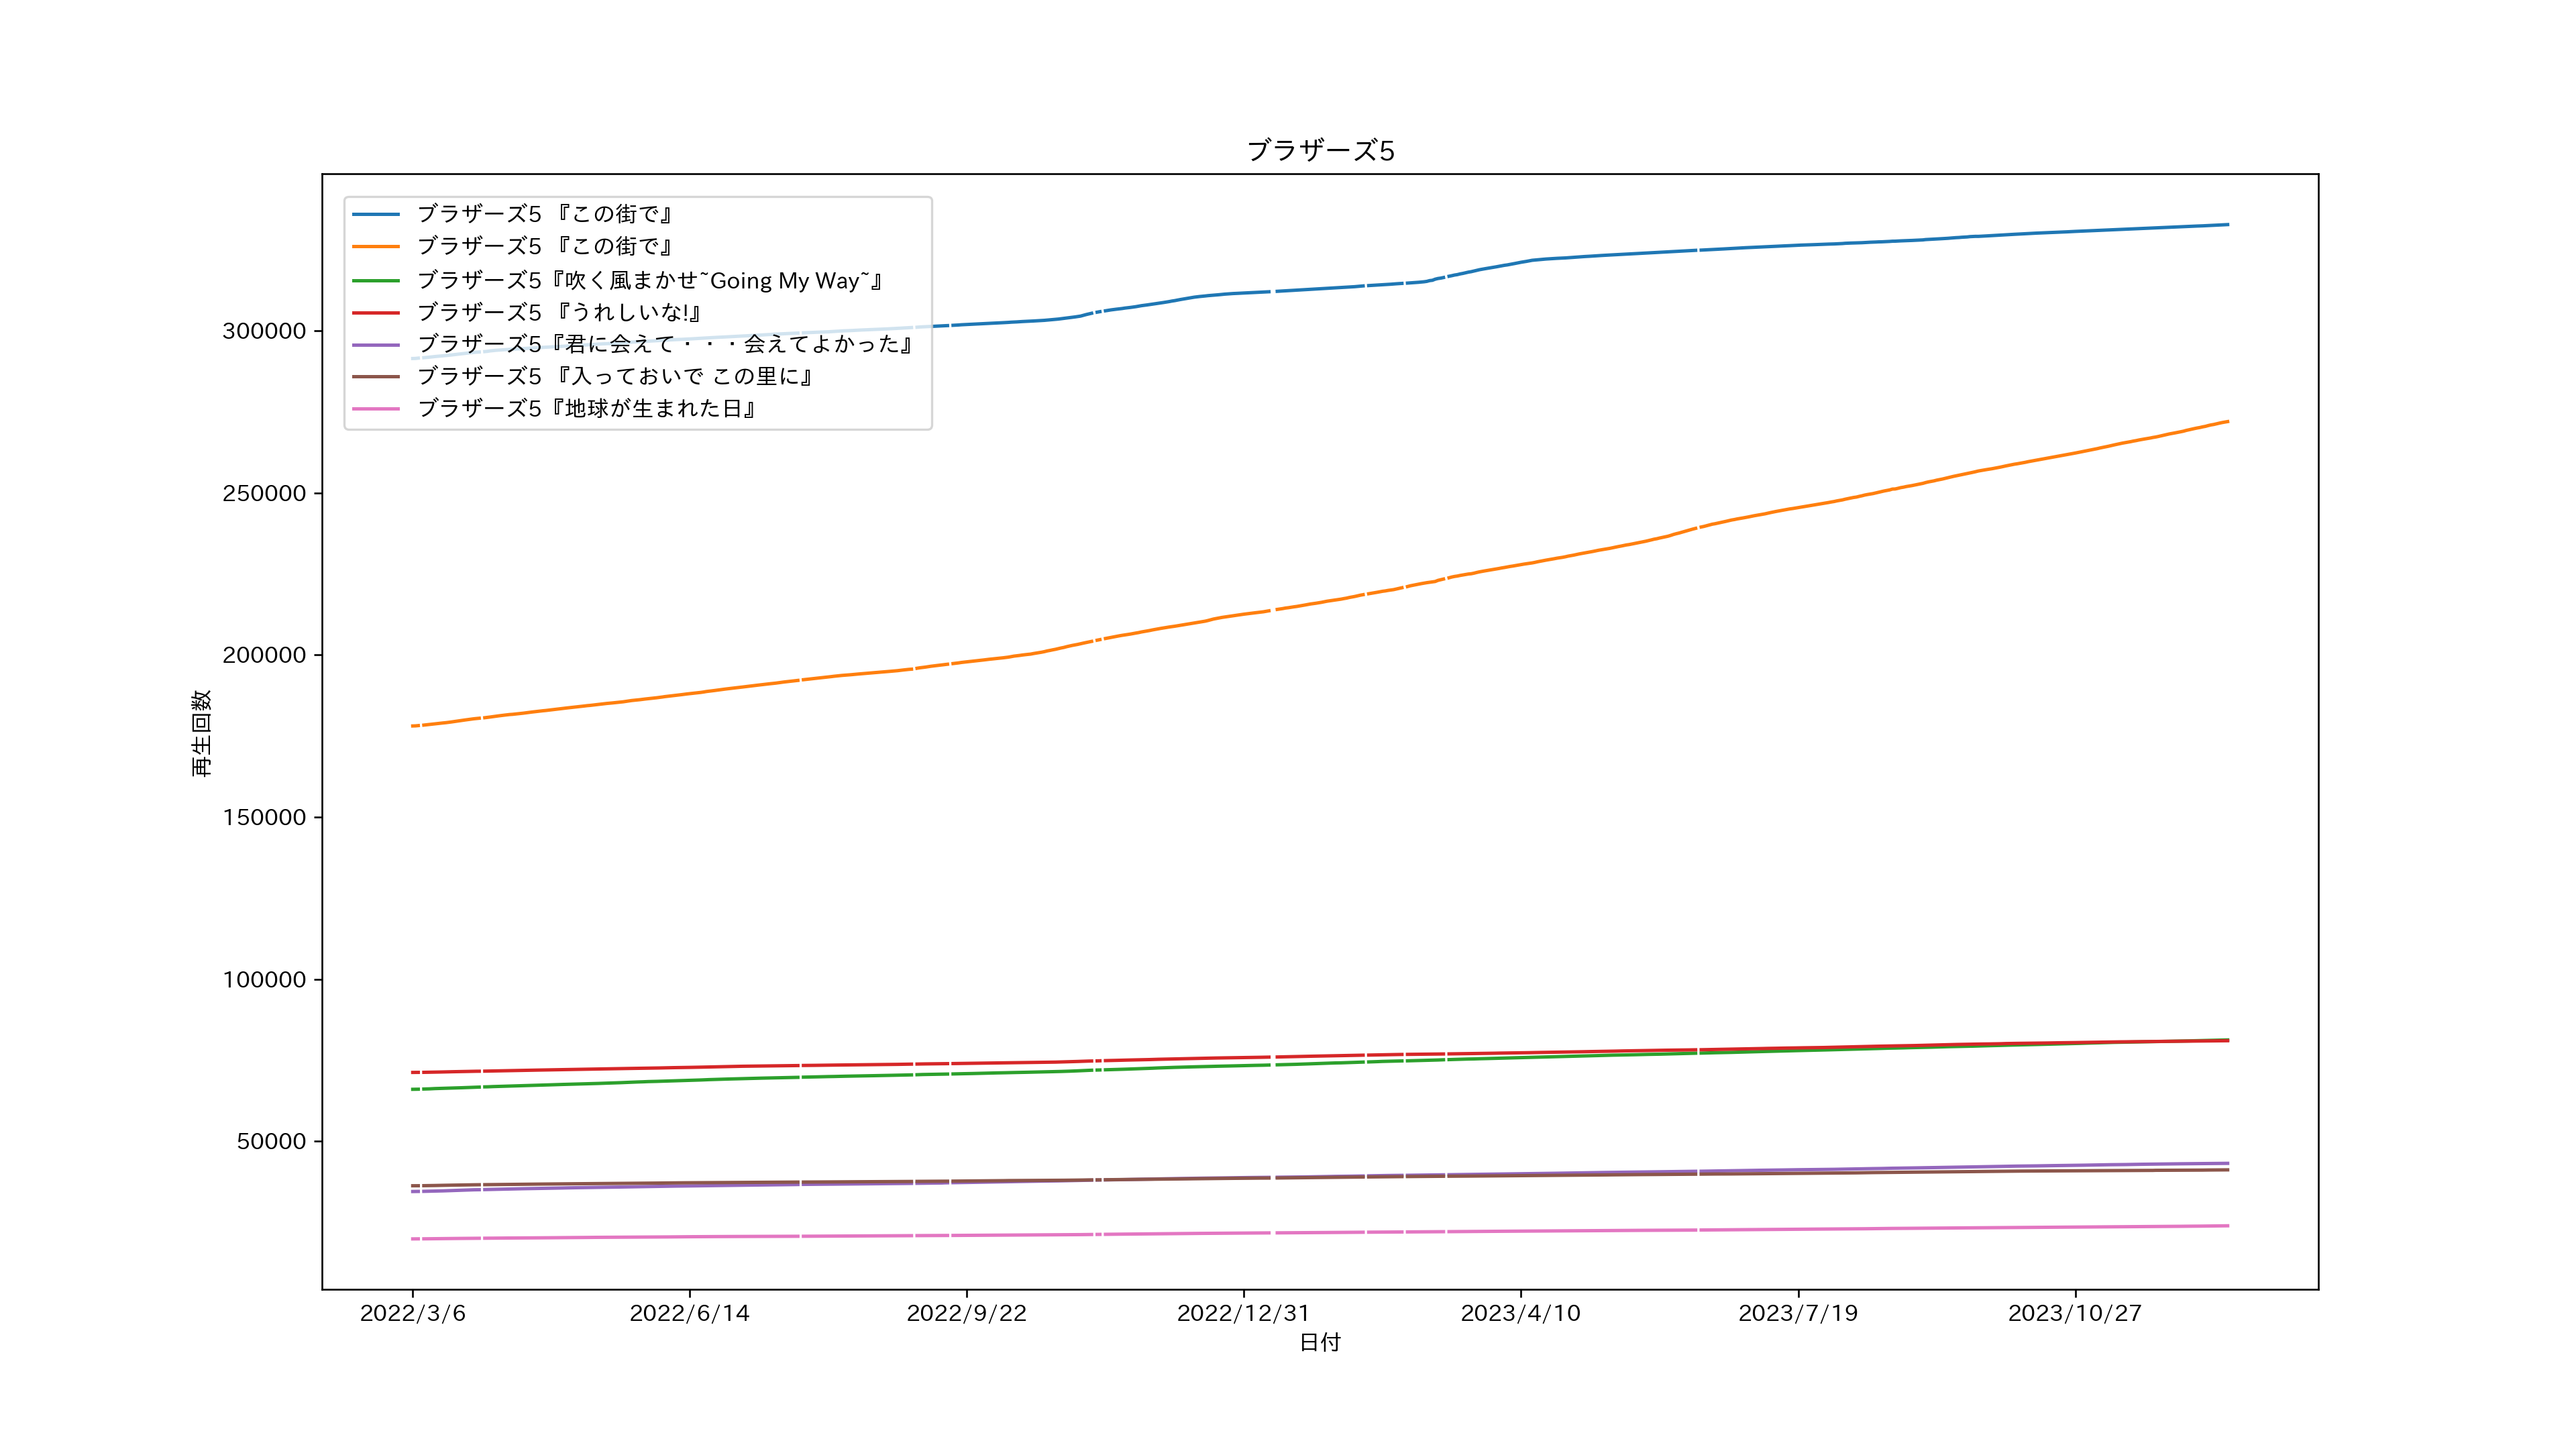 ブラザーズ5
ブラザーズ5 『この街で』
ブラザーズ5 『この街で』
ブラザーズ5『吹く風まかせ~Going My Way~』
ブラザーズ5 『うれしいな!』
ブラザーズ5『君に会えて・・・会えてよかった』
ブラザーズ5 『入っておいで この里に』
ブラザーズ5『地球が生まれた日』
300000
250000
200000
150000
100000
50000
再生回数
2022/3/6 2022/6/14 2022/9/22 2022/12/31 2023/4/10 2023/7/19 2023/10/27
日付